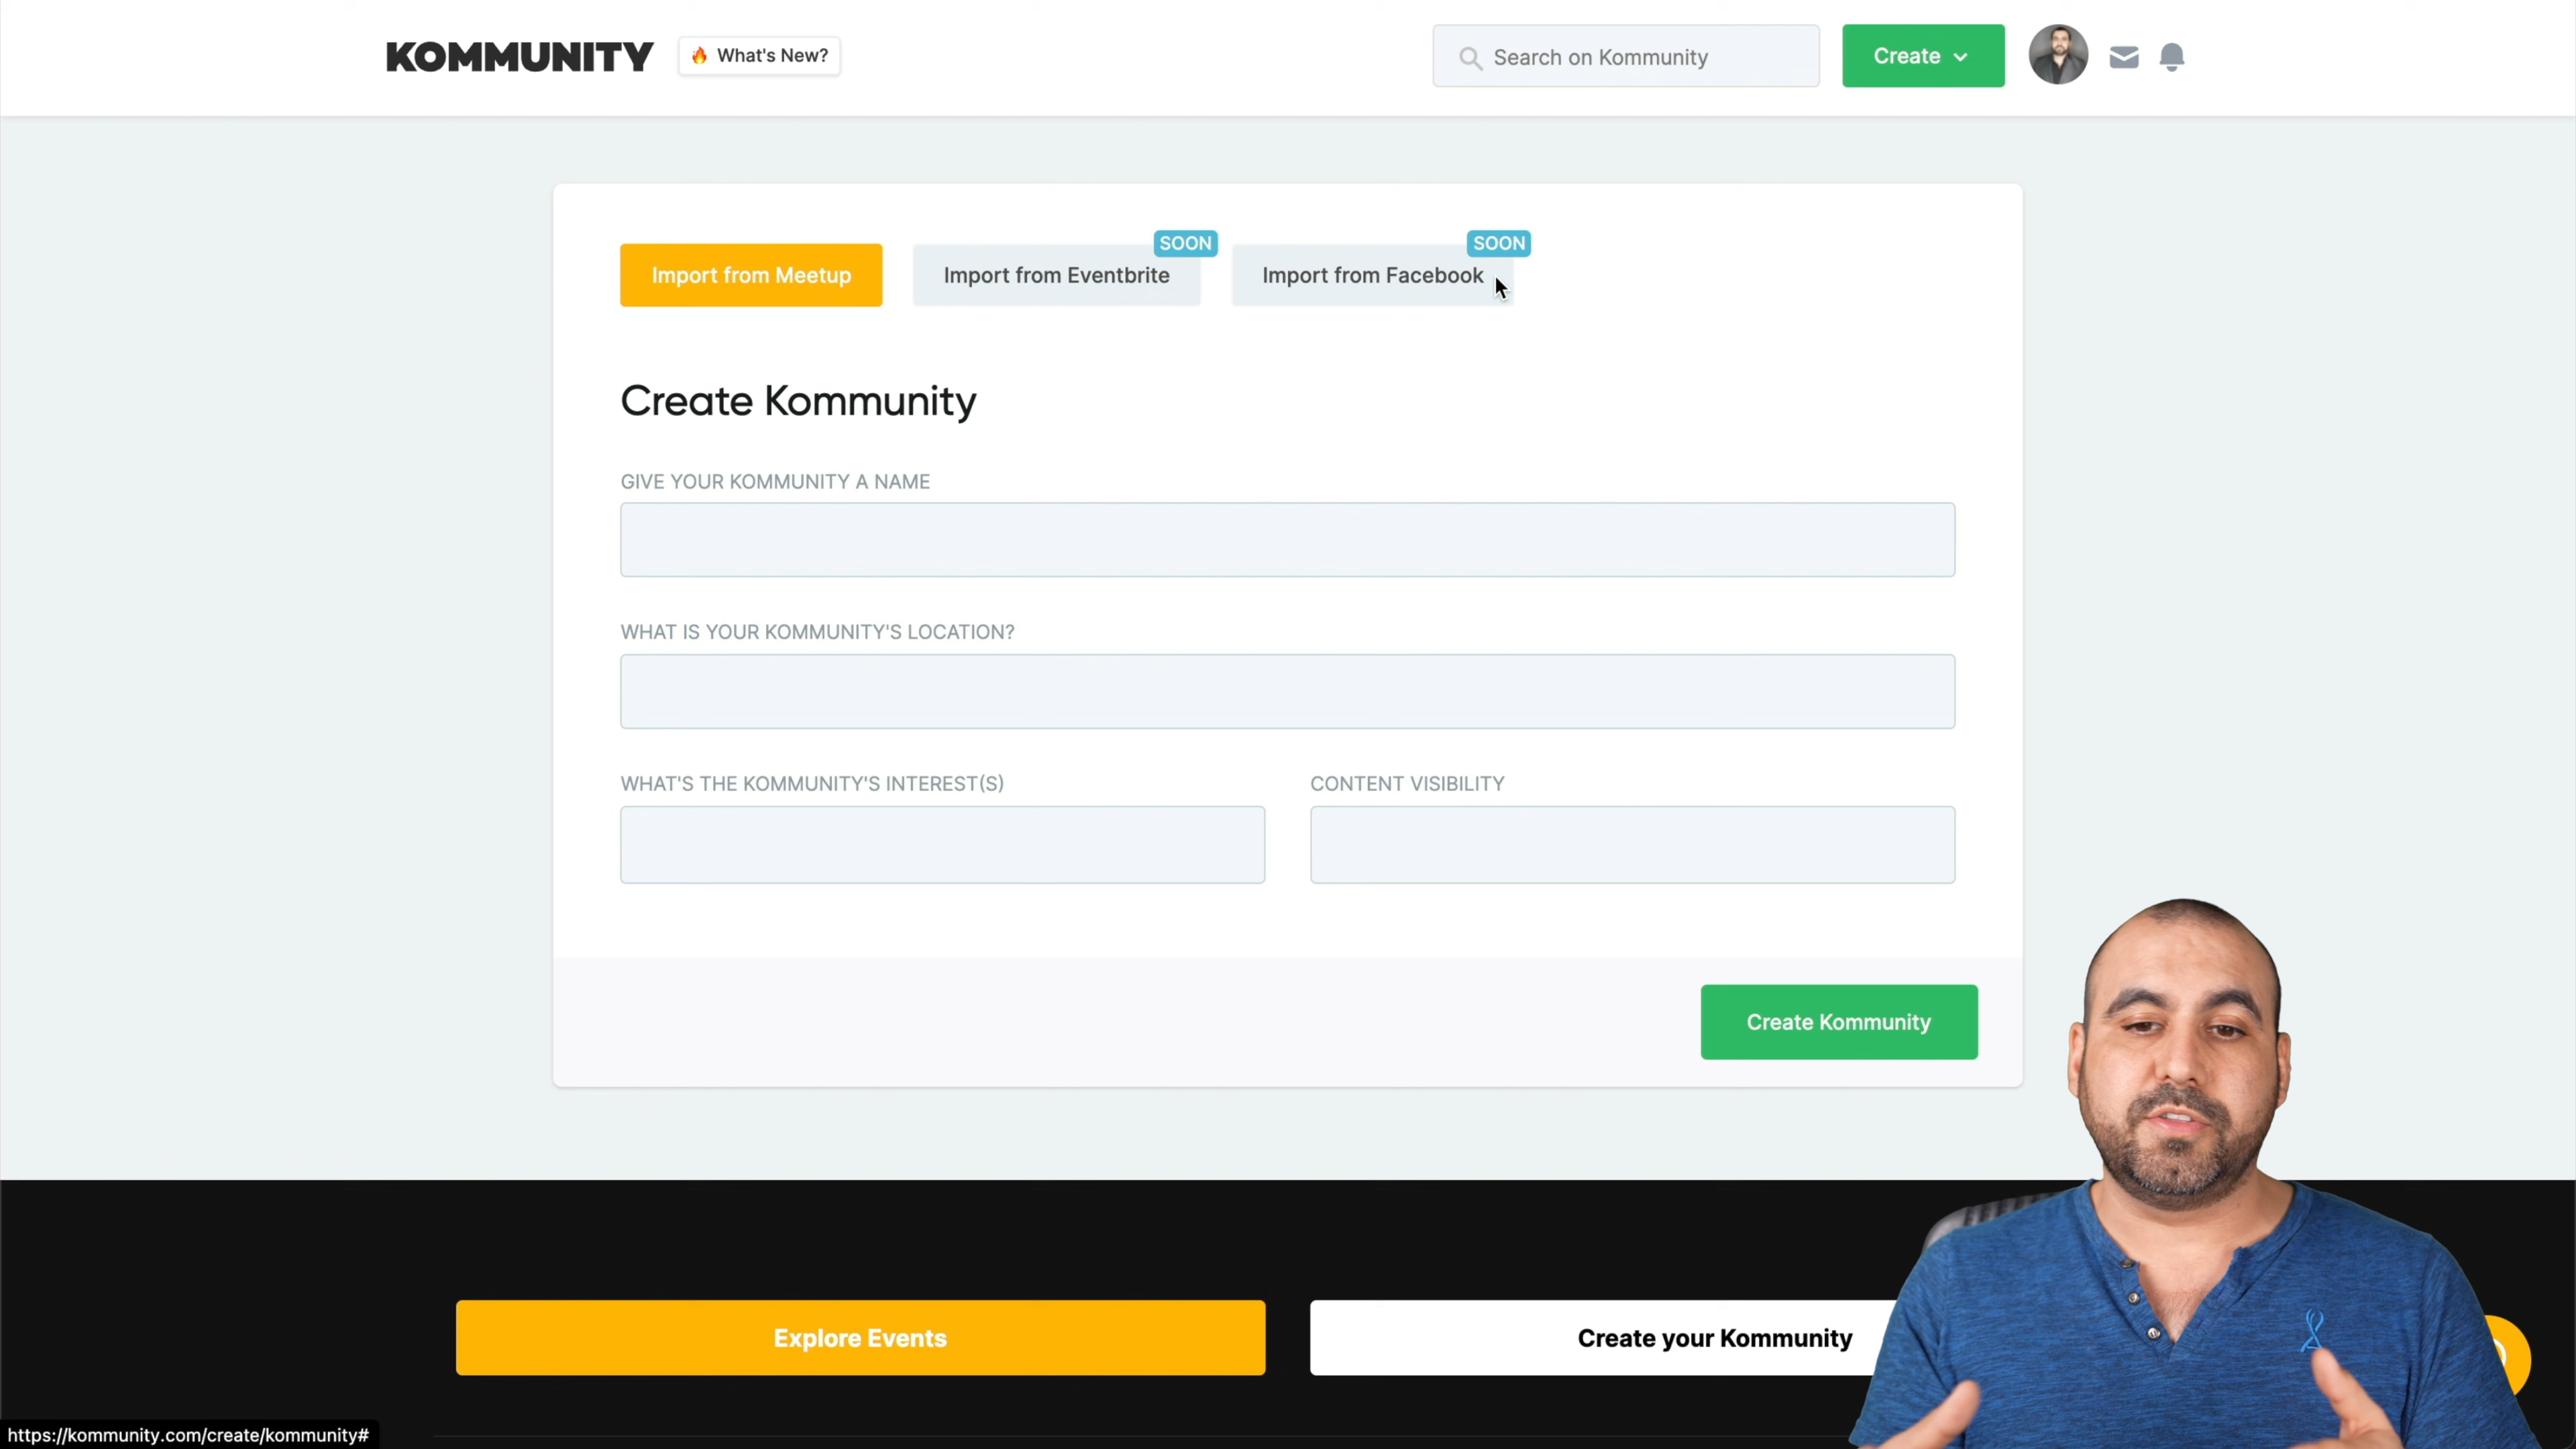 KOMMUNITY
🔥 What's New?
Search on Kommunity
Create
Import from Meetup
Import from Eventbrite
SOON
Import from Facebook
SOON
Create Kommunity
GIVE YOUR KOMMUNITY A NAME
WHAT IS YOUR KOMMUNITY'S LOCATION?
WHAT'S THE KOMMUNITY'S INTEREST(S)
CONTENT VISIBILITY
Create Kommunity
Explore Events
Create your Kommunity
https://kommunity.com/create/kommunity#